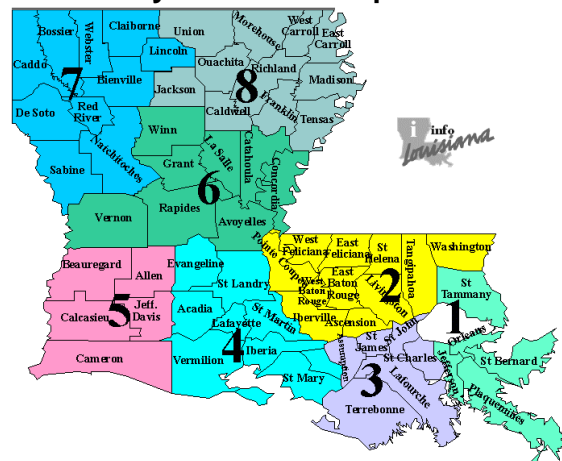 Bossier
Webster
Claiborne
Union
Morehouse
West
Carroll
East
Carroll
Lincoln
Caddo
7
Ouachita
Richland
8
Madison
Bienville
Jackson
De Soto
Red
River
Caldwell
Franklin
Tensas
Winn
Natchitoches
La Salle
Catahoula
Concordia
Sabine
Grant
6
Rapides
Vernon
Avoyelles
i
info
Louisiana
West
Feliciana
East
Feliciana
St
Helena
Tangipahoa
Washington
Pointe Coupee
Beauregard
Allen
Evangeline
St Landry
West
Baton
Rouge
East
Baton
Rouge
Livingston
2
St
Tammany
Calcasieu
5
Jeff.
Davis
Acadia
Lafayette
St Martin
Iberville
Ascension
St John
1
Orleans
Cameron
Vermilion
4
Iberia
St Mary
Assumption
St
James
St Charles
3
Lafourche
Terrebonne
Jefferson
St Bernard
Plaquemines